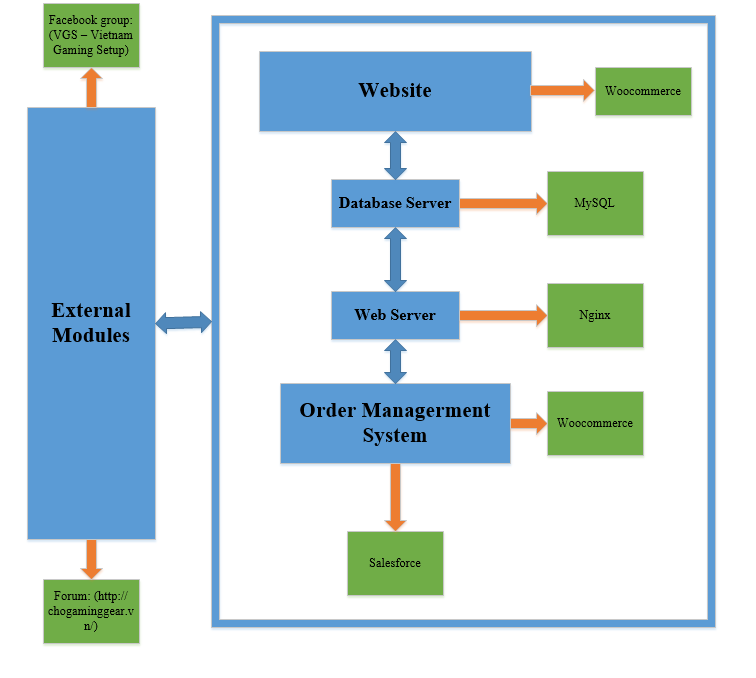 Facebook group:
(VGS – Vietnam
Gaming Setup)
Website
Woocommerce
Database Server
MySQL
External
Modules
Web Server
Nginx
Order Managerment
System
Woocommerce
Salesforce
Forum: (http://
chogaminggear.v
n/)